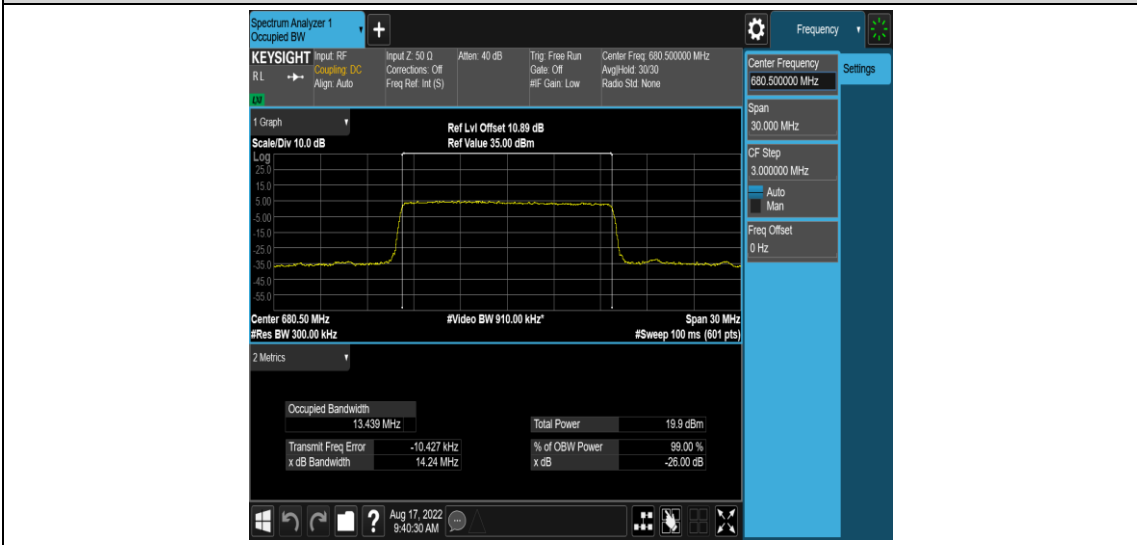 Spectrum Analyzer 1
Occupied BW
+
Frequency
KEYSIGHT
R L
LXI
Input: RF
Coupling: DC
Align: Auto
Input Z: 50 Ω
Corrections: Off
Freq Ref: Int (S)
Atten: 40 dB
Trig: Free Run
Gate: Off
#IF Gain: Low
Center Freq: 680.500000 MHz
Avg|Hold: 30/30
Radio Std: None
Center Frequency
680.500000 MHz
Settings
Span
30.000 MHz
CF Step
3.000000 MHz
Auto
Man
Freq Offset
0 Hz
1 Graph
Scale/Div 10.0 dB
Ref Lvl Offset 10.89 dB
Ref Value 35.00 dBm
Log
25.0
15.0
5.00
-5.00
-15.0
-25.0
-35.0
-45.0
-55.0
Center 680.50 MHz
#Res BW 300.00 kHz
#Video BW 910.00 kHz*
Span 30 MHz
#Sweep 100 ms (601 pts)
2 Metrics
Occupied Bandwidth
13.439 MHz
Transmit Freq Error -10.427 kHz
x dB Bandwidth 14.24 MHz
Total Power 19.9 dBm
% of OBW Power 99.00 %
x dB -26.00 dB
?
Aug 17, 2022
9:40:30 AM